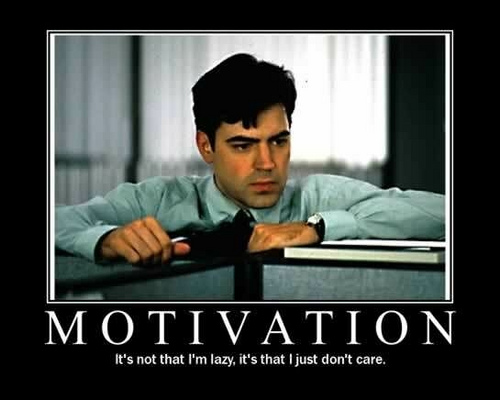 MOTIVATION
It's not that I'm lazy, it's that I just don't care.